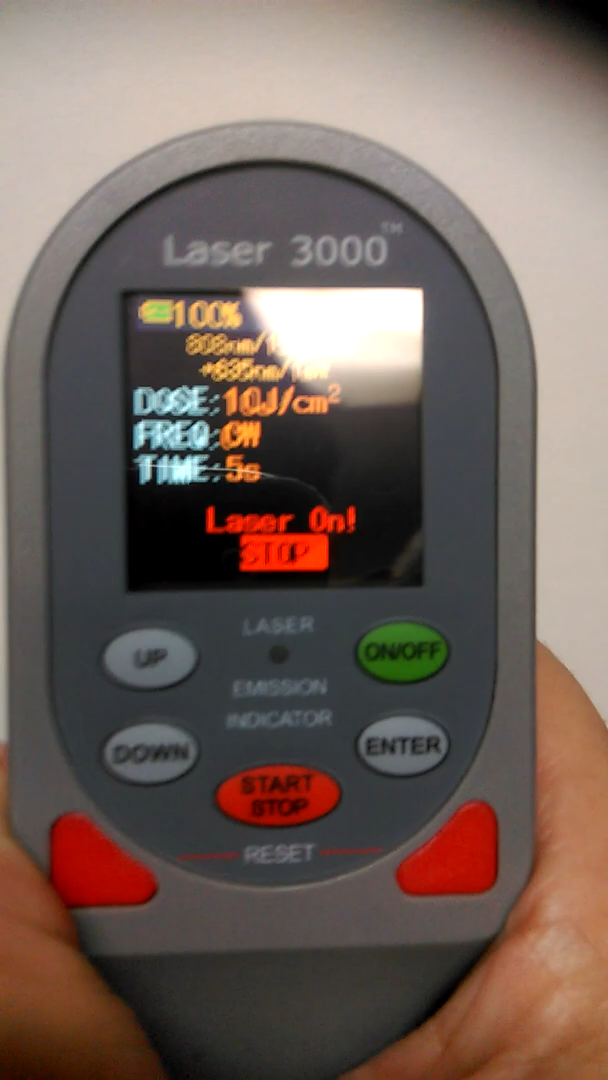 Laser 3000™
100%
808nm/
+635nm/
DOSE:10J/cm²
FREQ:CW
TIME:5s
Laser On!
STOP
LASER
UP
ON/OFF
EMISSION
INDICATOR
DOWN
ENTER
START
STOP
RESET